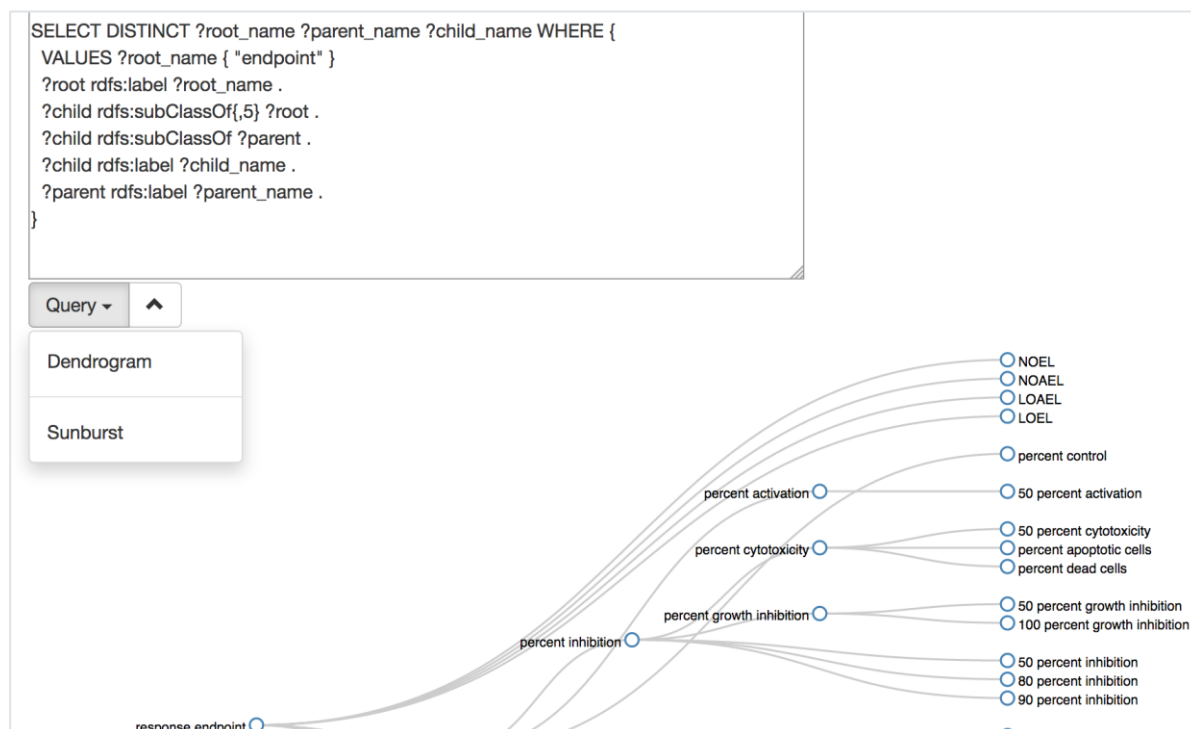 SELECT DISTINCT ?root_name ?parent_name ?child_name WHERE {
VALUES ?root_name { "endpoint" }
?root rdfs:label ?root_name .
?child rdfs:subClassOf{,5} ?root .
?child rdfs:subClassOf ?parent .
?child rdfs:label ?child_name .
?parent rdfs:label ?parent_name .
}
Query
Dendrogram
Sunburst
NOEL
NOAEL
LOAEL
LOEL
percent control
percent activation
50 percent activation
50 percent cytotoxicity
percent cytotoxicity
percent apoptotic cells
percent dead cells
50 percent growth inhibition
percent growth inhibition
100 percent growth inhibition
percent inhibition
50 percent inhibition
80 percent inhibition
90 percent inhibition
response endpoint